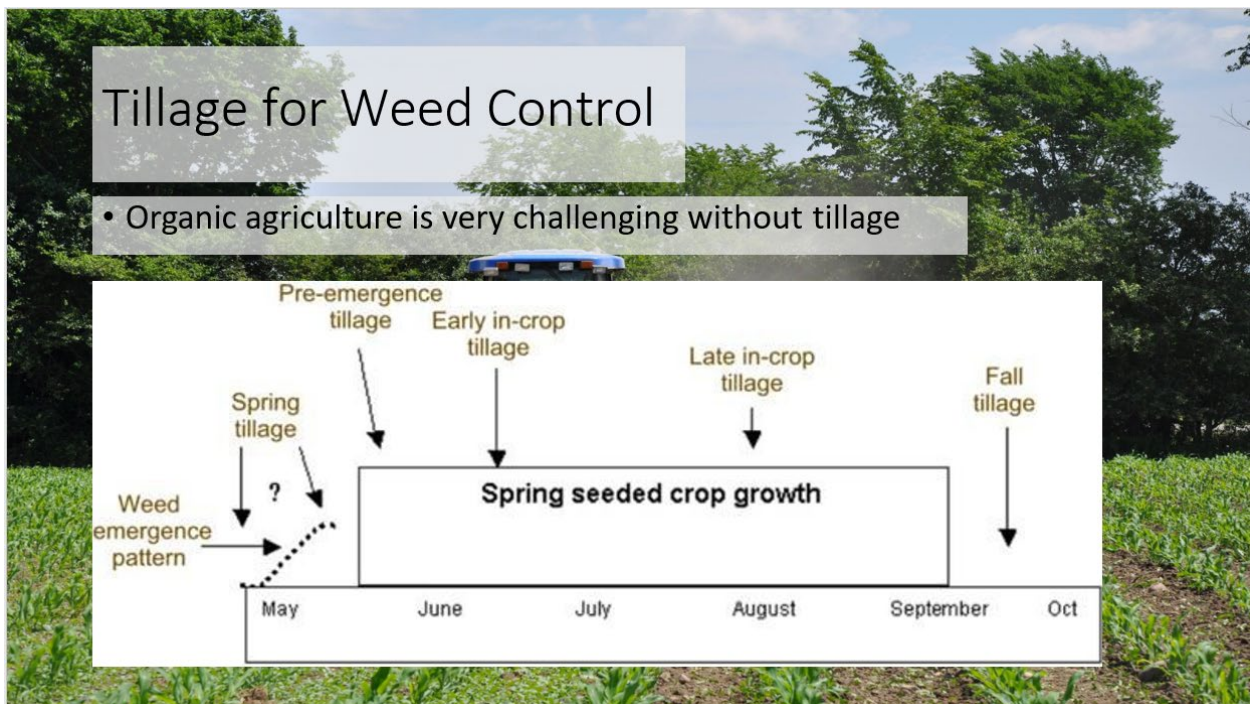 Tillage for Weed Control
• Organic agriculture is very challenging without tillage
Pre-emergence
tillage
Early in-crop
tillage
Late in-crop
tillage
Fall
tillage
Spring
tillage
?
Weed
emergence
pattern
Spring seeded crop growth
May June July August September Oct